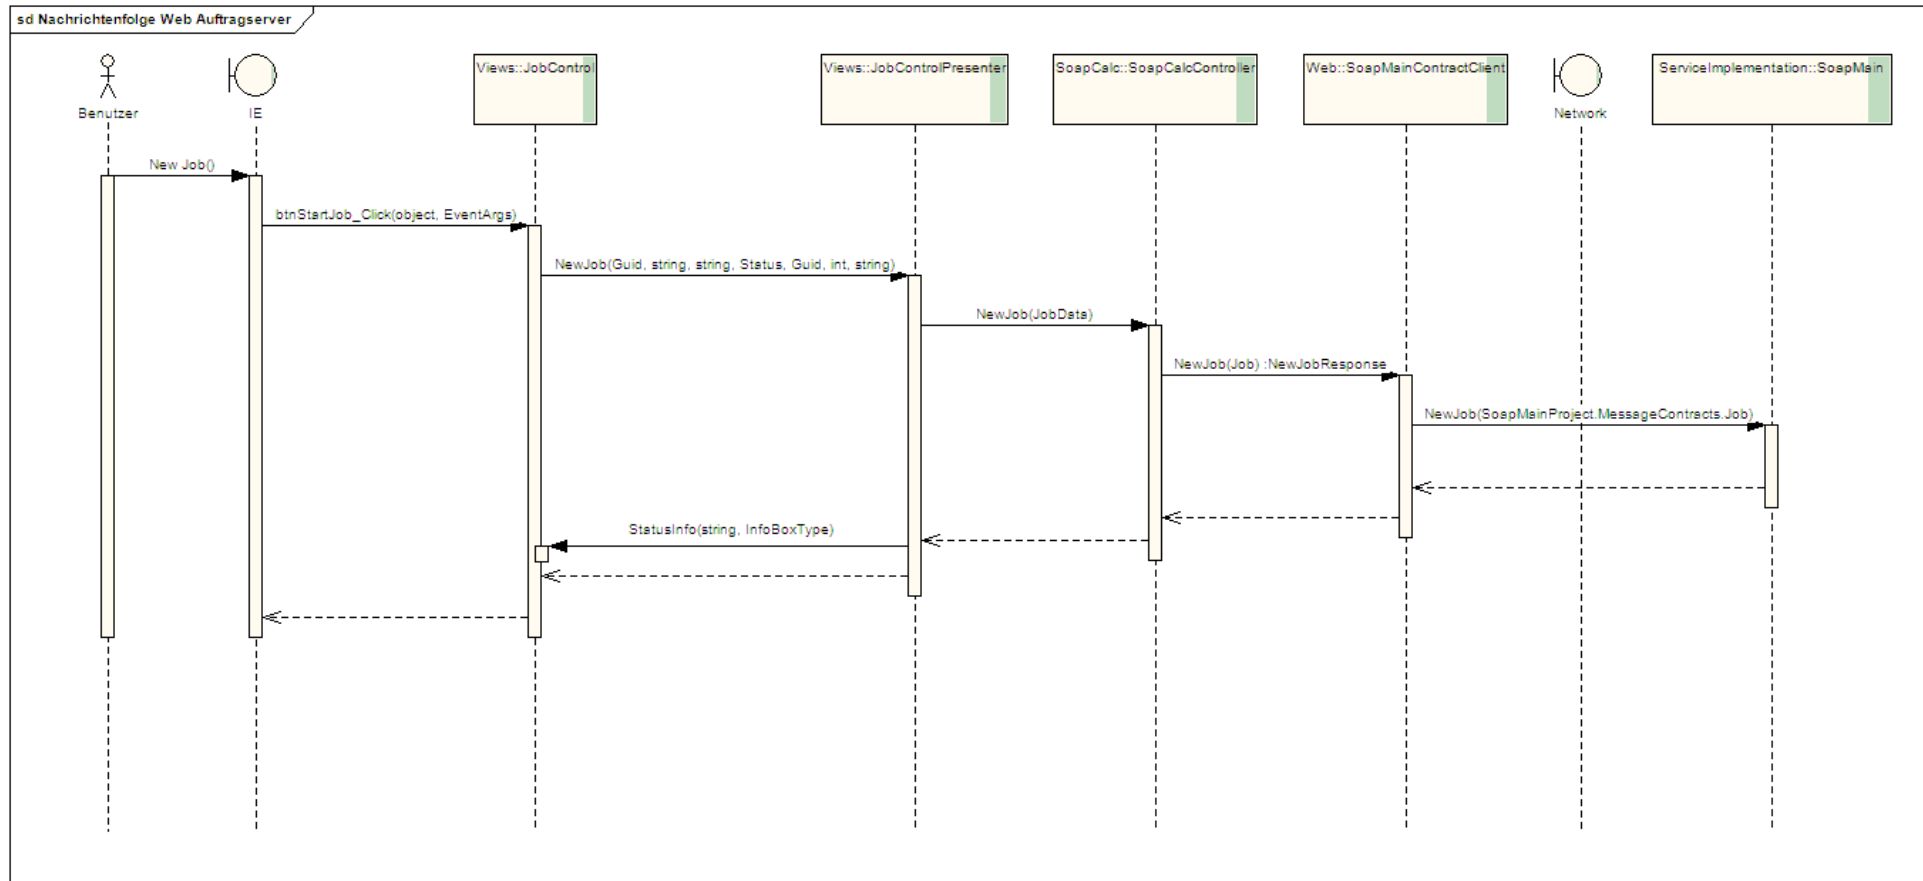 sd Nachrichtenfolge Web Auftragserver
Benutzer
IE
Views::JobControl
Views::JobControlPresenter
SoapCalc::SoapCalcController
Web::SoapMainContractClient
Network
ServiceImplementation::SoapMain
New Job()
btnStartJob_Click(object, EventArgs)
NewJob(Guid, string, string, Status, Guid, int, string)
NewJob(JobData)
NewJob(Job) :NewJobResponse
NewJob(SoapMainProject.MessageContracts.Job)
StatusInfo(string, InfoBoxType)